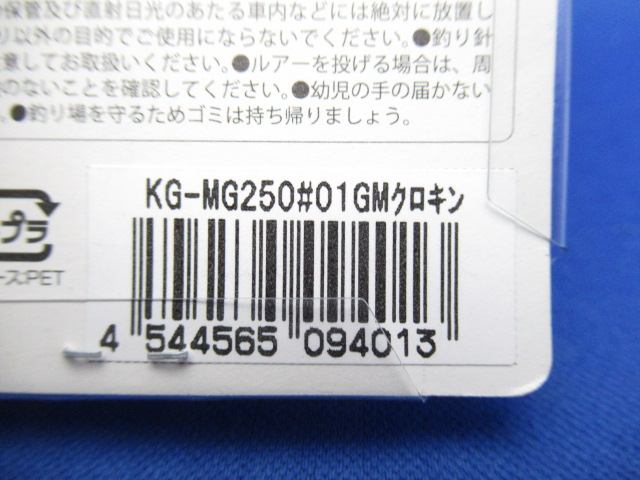 保管及び直射日光のあたる車内などには絶対に放置し
り以外の目的でご使用にならないでください。●釣り針
意してお取扱いください。●ルアーを投げる場合は、周
のないことを確認してください。●幼児の手の届かない
●釣り場を守るためゴミは持ち帰りましょう。
KG-MG250#01GMクロキン
プラ
ース:PET
4 544565 094013